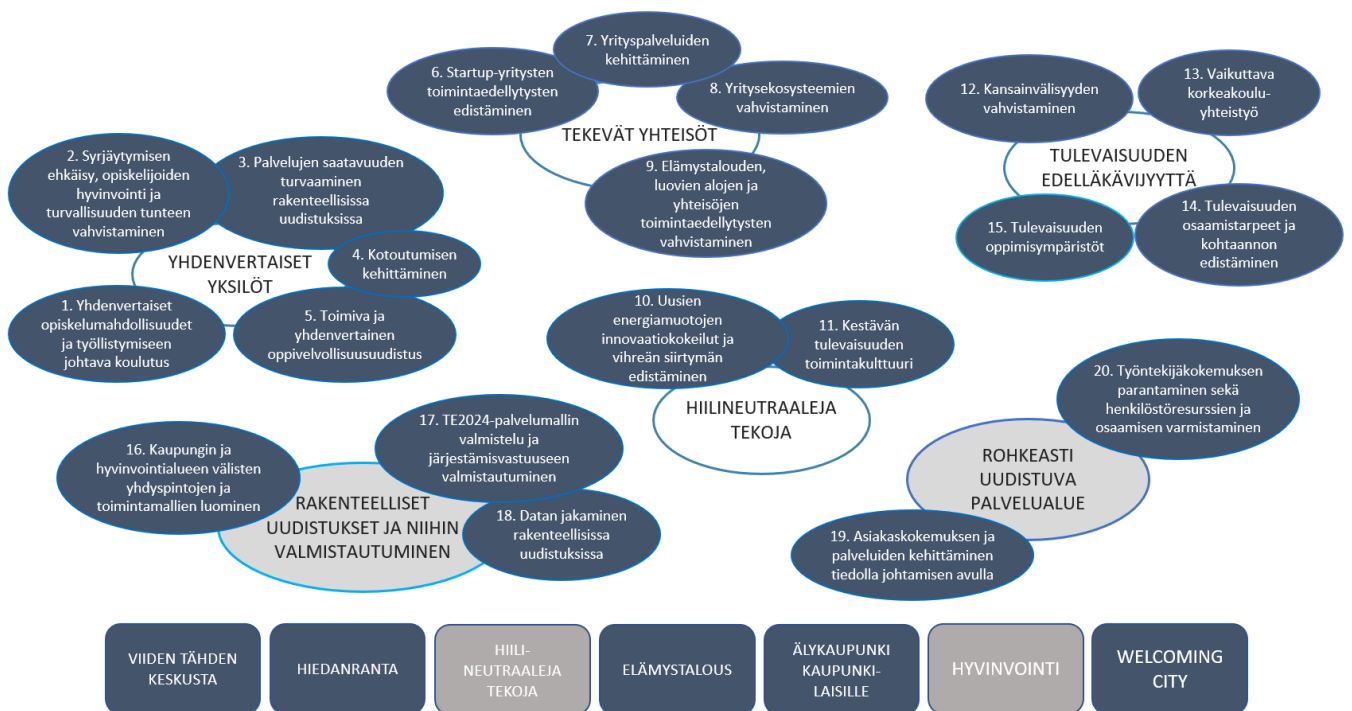 7. Yrityspalveluiden
kehittäminen
6. Startup-yritysten
toimintaedellytysten
edistäminen
8. Yritysekosysteemien
vahvistaminen
TEKEVÄT YHTEISÖT
9. Elämystalouden,
luovien alojen ja
yhteisöjen
toimintaedellytysten
vahvistaminen
12. Kansainvälisyyden
vahvistaminen
13. Vaikuttava
korkeakoulu-
yhteistyö
TULEVAISUUDEN
EDELLÄKÄVIJYYTTÄ
15. Tulevaisuuden
oppimisympäristöt
14. Tulevaisuuden
osaamistarpeet ja
kohtaannon
edistäminen
2. Syrjäytymisen
ehkäisy, opiskelijoiden
hyvinvointi ja
turvallisuuden tunteen
vahvistaminen
3. Palvelujen saatavuuden
turvaaminen
rakenteellisissa
uudistuksissa
4. Kotoutumisen
kehittäminen
YHDENVERTAISET
YKSILÖT
1. Yhdenvertaiset
opiskelumahdollisuudet
ja työllistymiseen
johtava koulutus
5. Toimiva ja
yhdenvertainen
oppivelvollisuusuudistus
10. Uusien
energiamuotojen
innovaatiokokeilut ja
vihreän siirtymän
edistäminen
11. Kestävän
tulevaisuuden
toimintakulttuuri
HIILINEUTRAALEJA
TEKOJA
16. Kaupungin ja
hyvinvointialueen välisten
yhdyspintojen ja
toimintamallien luominen
17. TE2024-palvelumallin
valmistelu ja
järjestämisvastuuseen
valmistautuminen
RAKENTEELLISET
UUDISTUKSET JA NIIHIN
VALMISTAUTUMINEN
18. Datan jakaminen
rakenteellisissa
uudistuksissa
20. Työntekijäkokemuksen
parantaminen sekä
henkilöstöresurssien ja
osaamisen varmistaminen
ROHKEASTI
UUDISTUVA
PALVELUALUE
19. Asiakaskokemuksen ja
palveluiden kehittäminen
tiedolla johtamisen avulla
VIIDEN TÄHDEN
KESKUSTA
HIEDANRANTA
HIILI-
NEUTRAALEJA
TEKOJA
ELÄMYSTALOUS
ÄLYKAUPUNKI
KAUPUNKI-
LAISILLE
HYVINVOINTI
WELCOMING
CITY